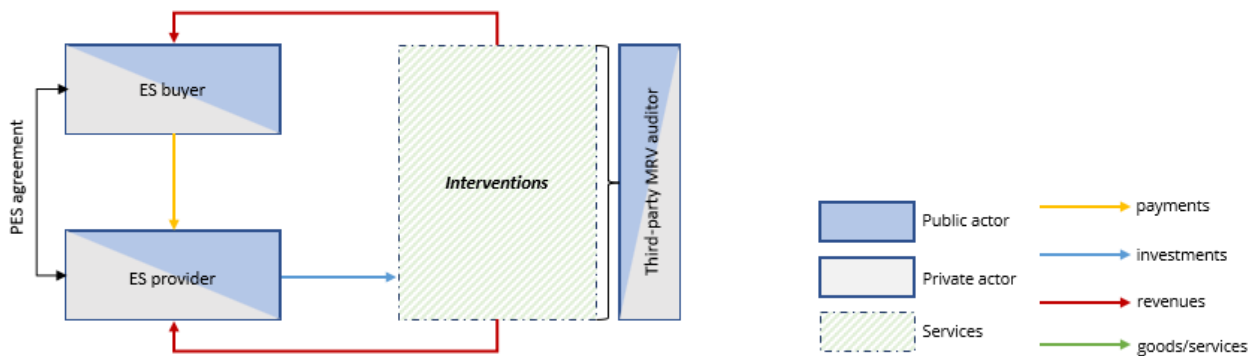 ES buyer
PES agreement
Interventions
Third-party MRV auditor
ES provider
Public actor
Private actor
Services
payments
investments
revenues
goods/services